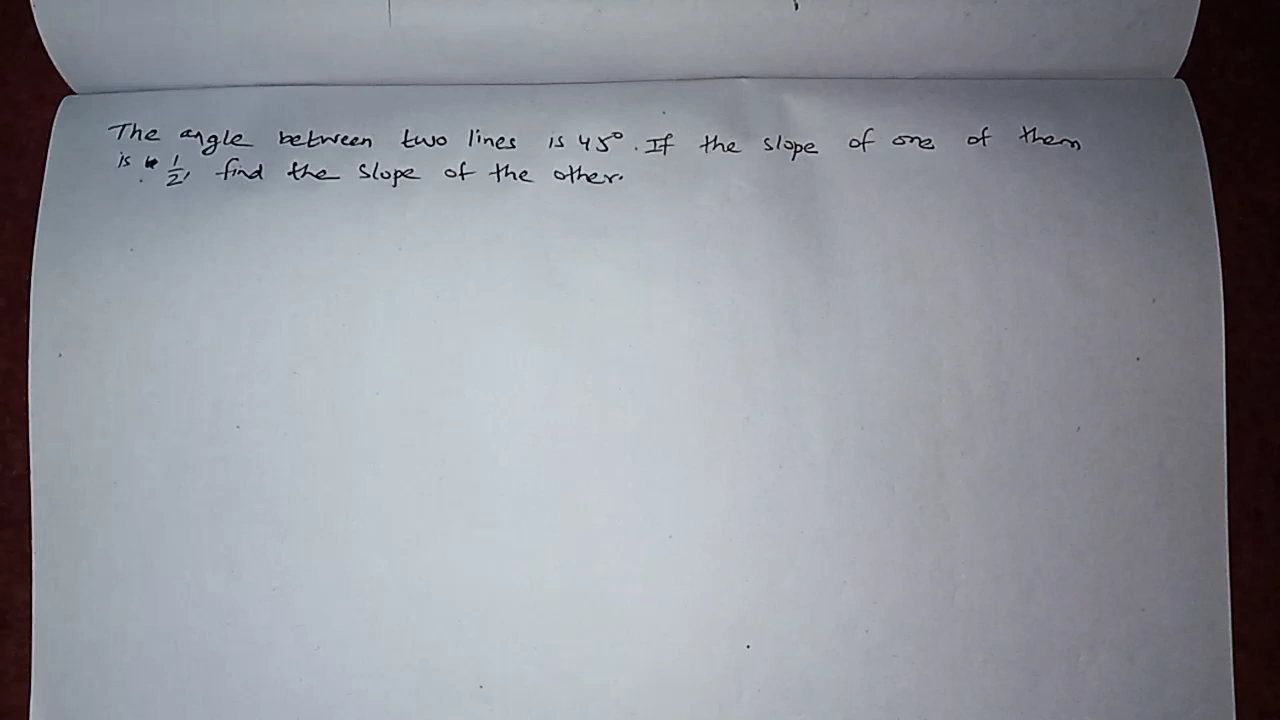 The angle between two lines is 45°. If the slope of one of them
is 1/2, find the slope of the other.